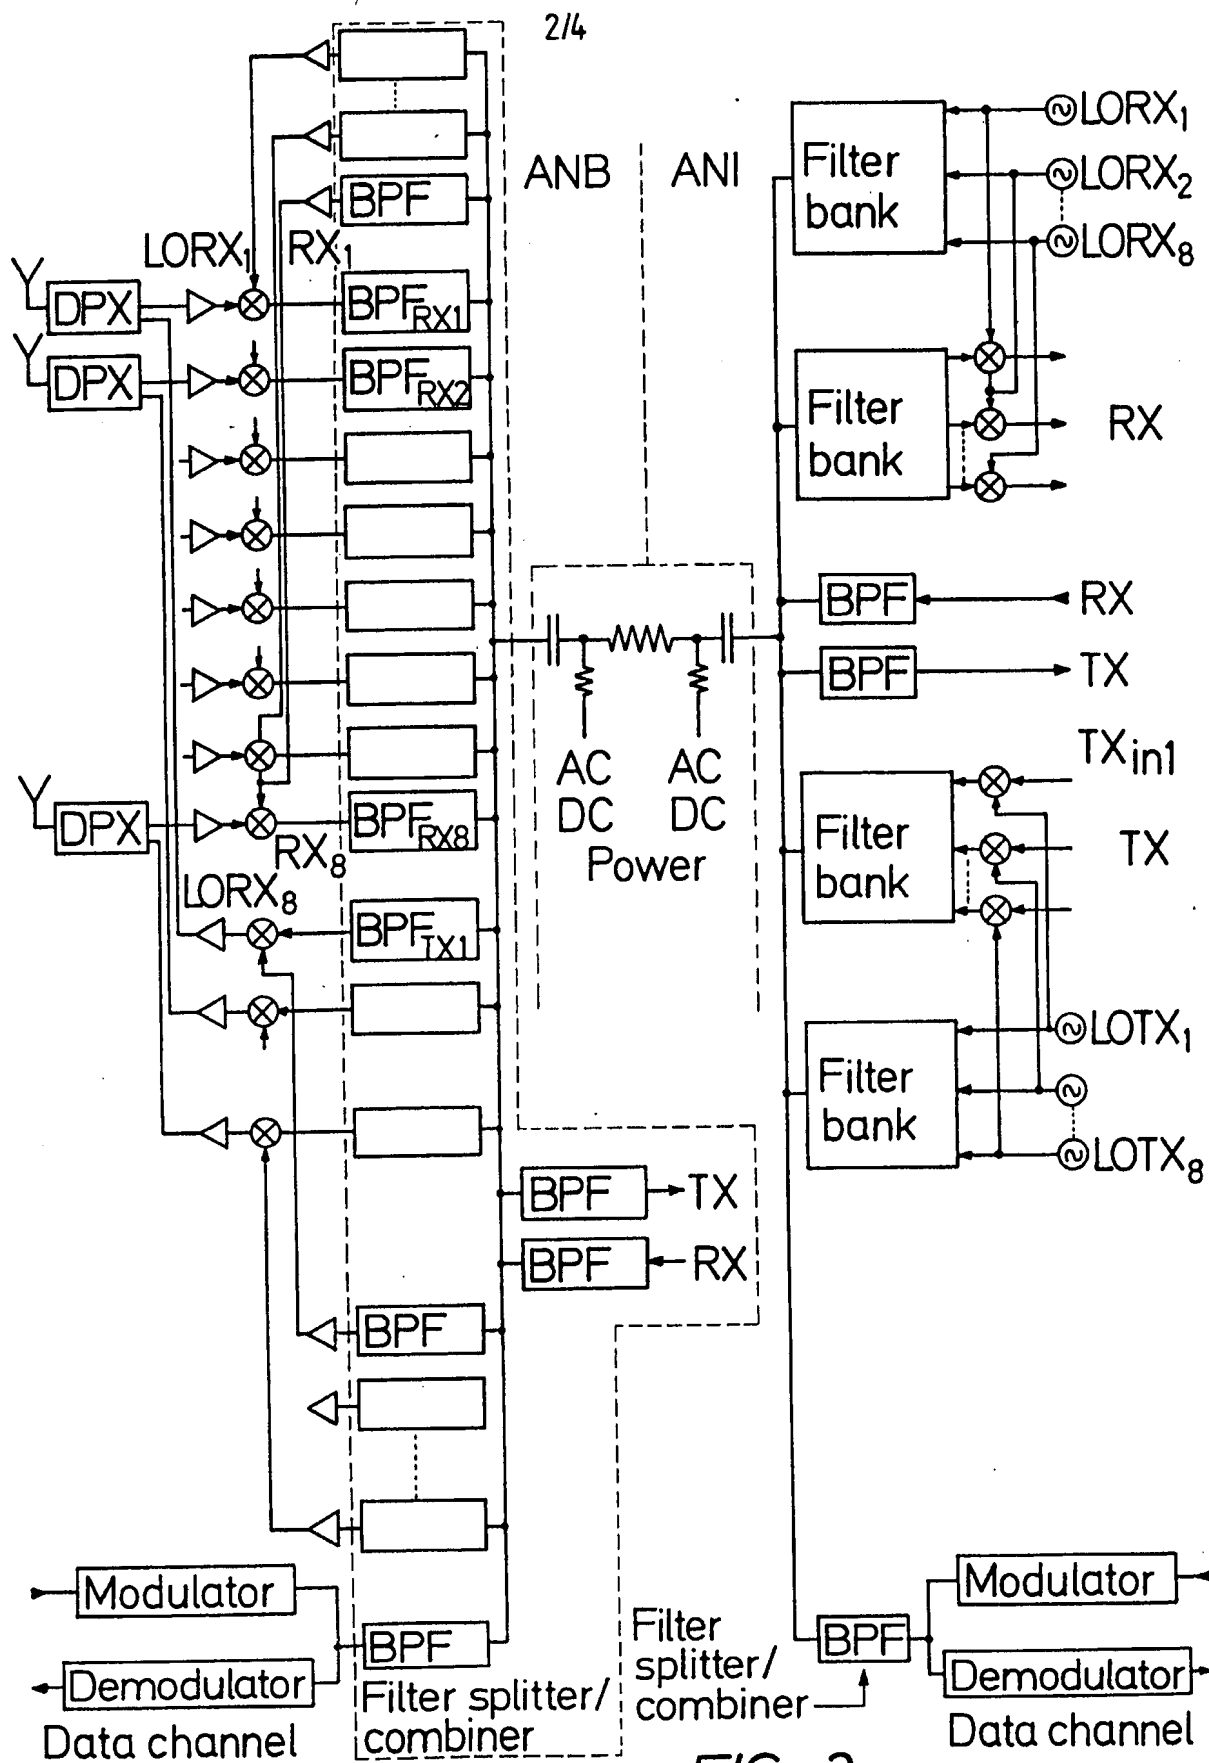 2/4
ANB
ANI
BPF
LORX1
RX1
DPX
BPFRX1
DPX
BPFRX2
DPX
BPFRX8
RX8
LORX8
BPFTX1
AC
DC
AC
DC
Power
BPF
TX
BPF
RX
BPF
Modulator
Demodulator
Data channel
BPF
Filter splitter/
combiner
Filter
splitter/
combiner
Filter
bank
LORX1
LORX2
LORX8
Filter
bank
RX
BPF
RX
BPF
TX
TXin1
Filter
bank
TX
Filter
bank
LOTX1
LOTX8
BPF
Modulator
Demodulator
Data channel